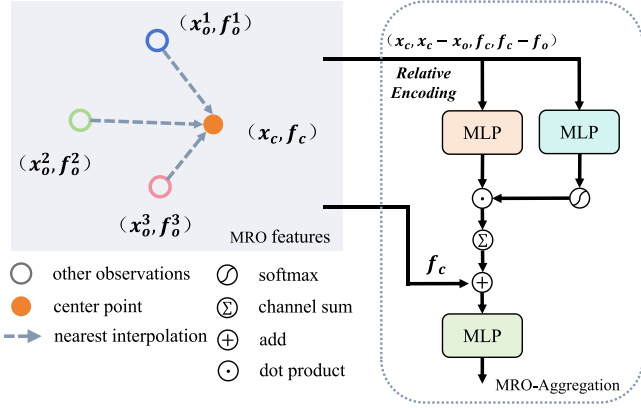 (x_o^1, f_o^1)
(x_c, f_c)
(x_o^2, f_o^2)
(x_o^3, f_o^3)
MRO features
other observations
center point
nearest interpolation
softmax
channel sum
add
dot product
(x_c, x_c − x_o, f_c, f_c − f_o)
Relative
Encoding
MLP
MLP
Σ
f_c
+
MLP
MRO-Aggregation